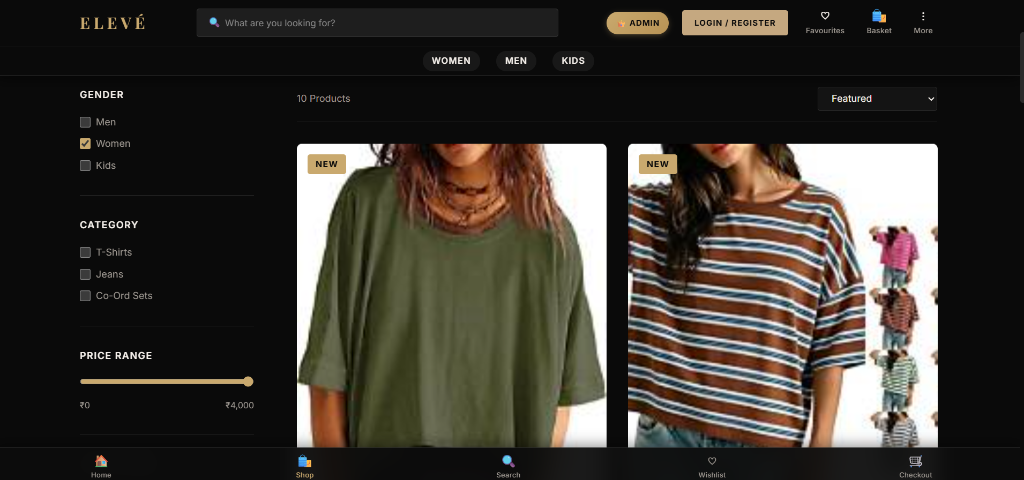 ELEVÉ
What are you looking for?
ADMIN
LOGIN / REGISTER
Favourites
Basket
More
WOMEN
MEN
KIDS
GENDER
Men
Women
Kids
CATEGORY
T-Shirts
Jeans
Co-Ord Sets
PRICE RANGE
₹0
₹4,000
10 Products
Featured
NEW
NEW
Home
Shop
Search
Wishlist
Checkout